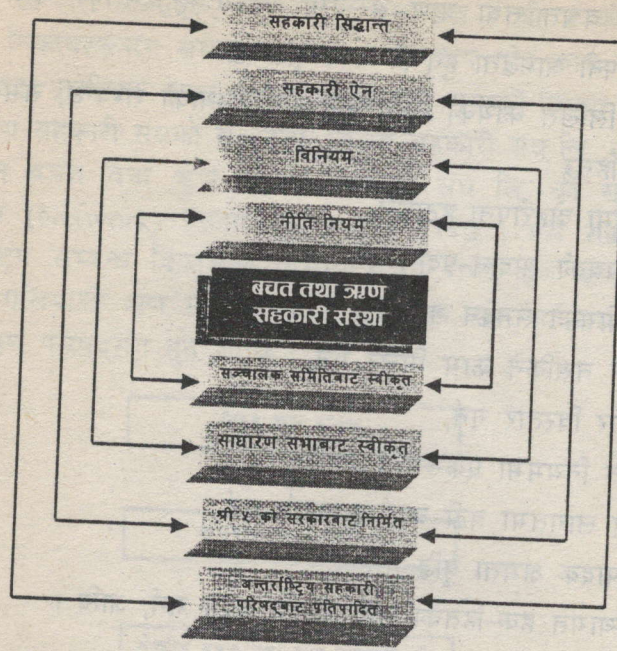 सहकारी सिद्धान्त
सहकारी ऐन
विनियम
नीति नियम
बचत तथा ऋण
सहकारी संस्था
सञ्चालक समितिबाट स्वीकृत
साधारण सभाबाट स्वीकृत
श्री ५ को सरकारबाट निर्मित
अन्तर्राष्ट्रिय सहकारी
परिषद्बाट प्रतिपादित